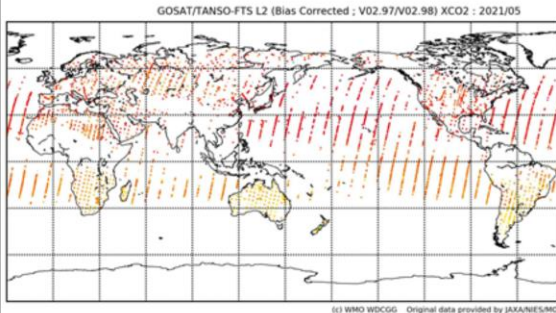 GOSAT/TANSO-FTS L2 (Bias Corrected ; V02.97/V02.98) XCO2 : 2021/05
(c) WMO WDCGG Original data provided by JAXA/NIES/MO